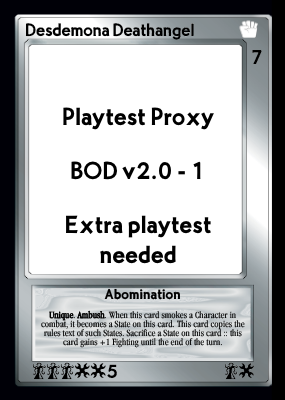 Desdemona Deathangel
7
Playtest Proxy
BOD v2.0 - 1
Extra playtest
needed
Abomination
Unique. Ambush. When this card smokes a Character in
combat, it becomes a State on this card. This card copies the
rules text of such States. Sacrifice a State on this card :: this
card gains +1 Fighting until the end of the turn.
5